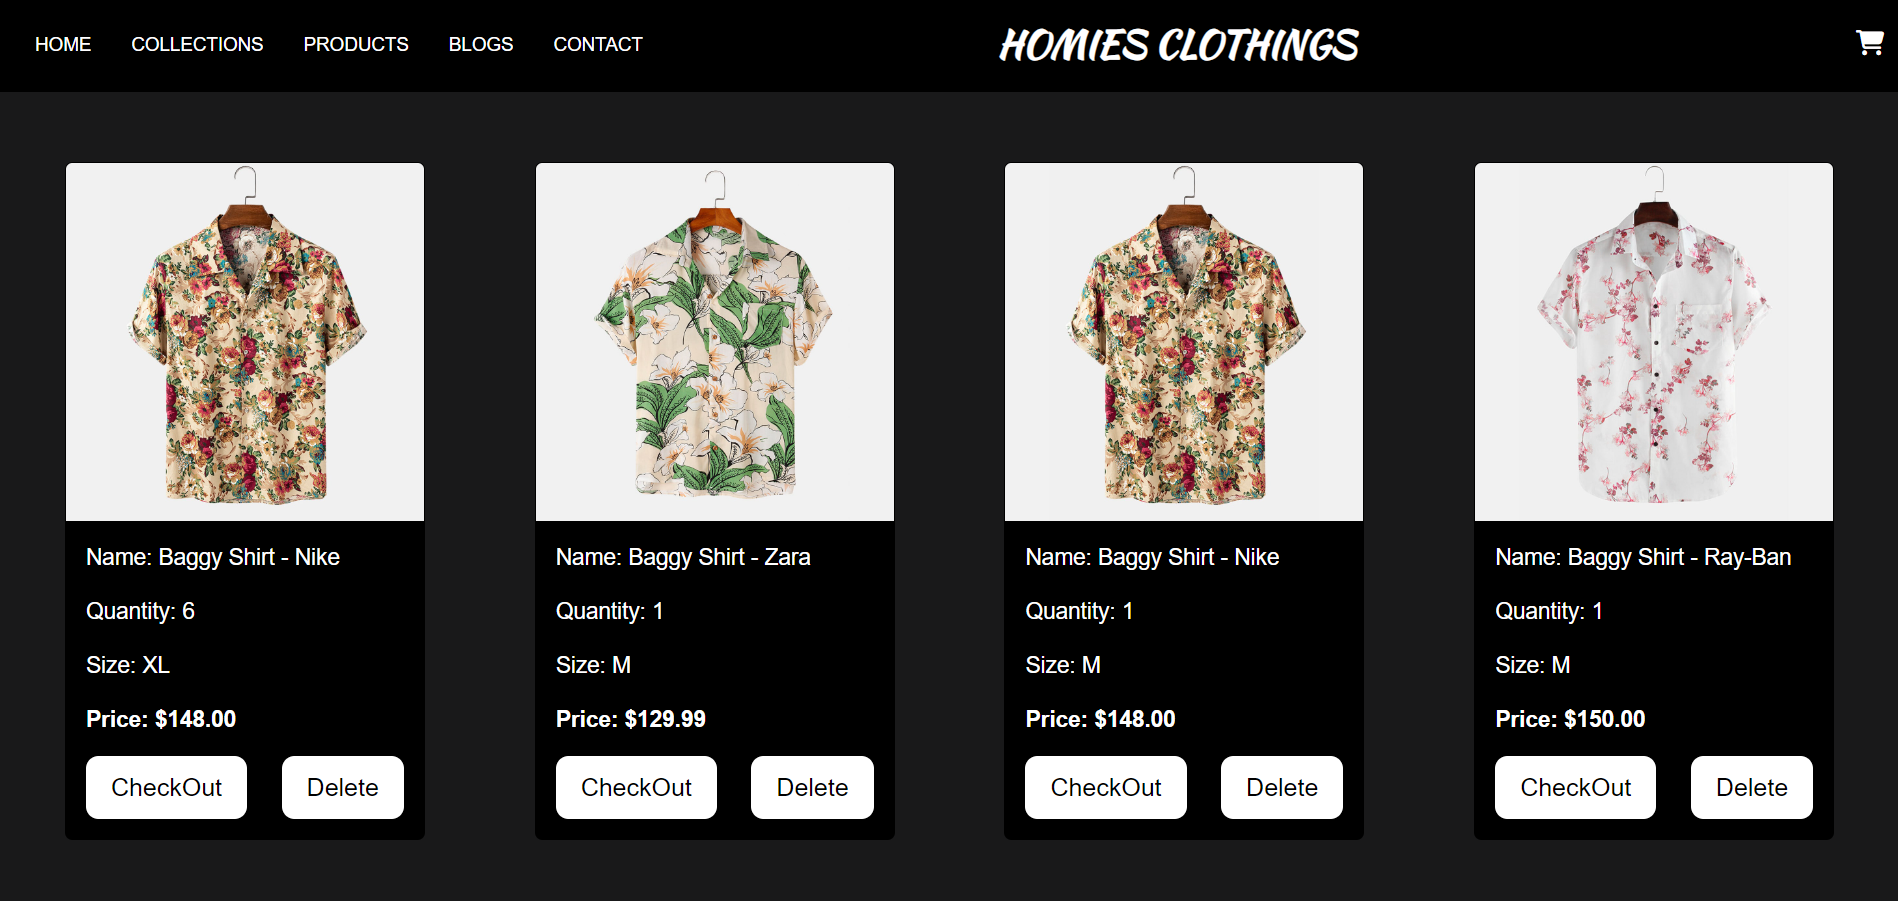 HOME COLLECTIONS PRODUCTS BLOGS CONTACT HOMIES CLOTHINGS
Name: Baggy Shirt - Nike
Quantity: 6
Size: XL
Price: $148.00
CheckOut Delete
Name: Baggy Shirt - Zara
Quantity: 1
Size: M
Price: $129.99
CheckOut Delete
Name: Baggy Shirt - Nike
Quantity: 1
Size: M
Price: $148.00
CheckOut Delete
Name: Baggy Shirt - Ray-Ban
Quantity: 1
Size: M
Price: $150.00
CheckOut Delete